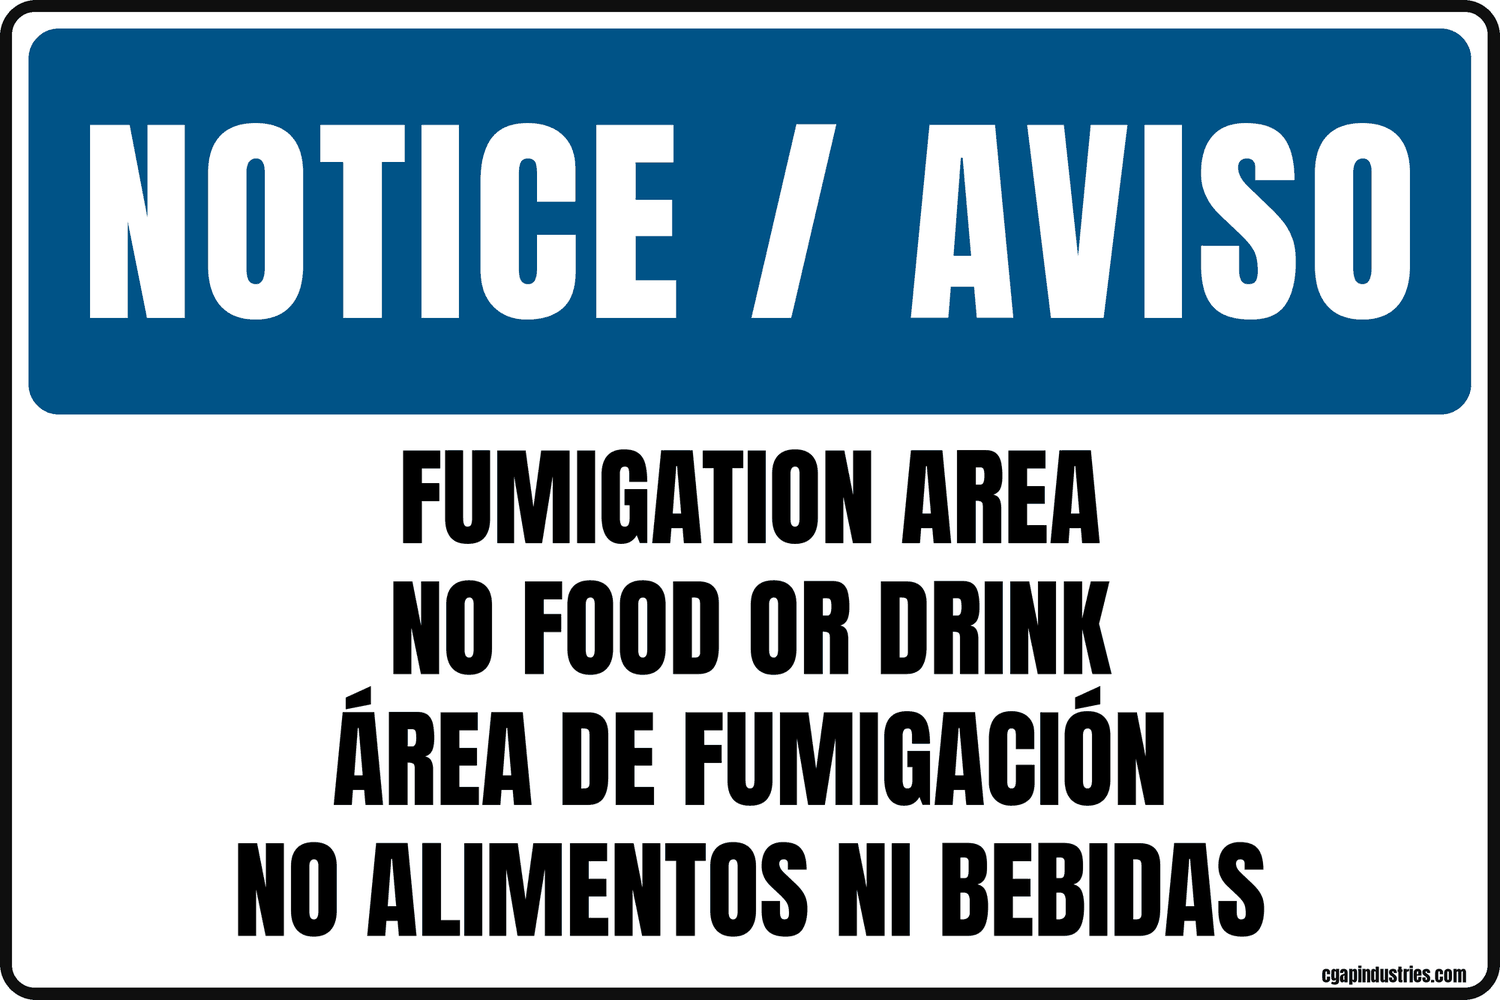 NOTICE / AVISO
FUMIGATION AREA
NO FOOD OR DRINK
ÁREA DE FUMIGACIÓN
NO ALIMENTOS NI BEBIDAS
cgapindustries.com